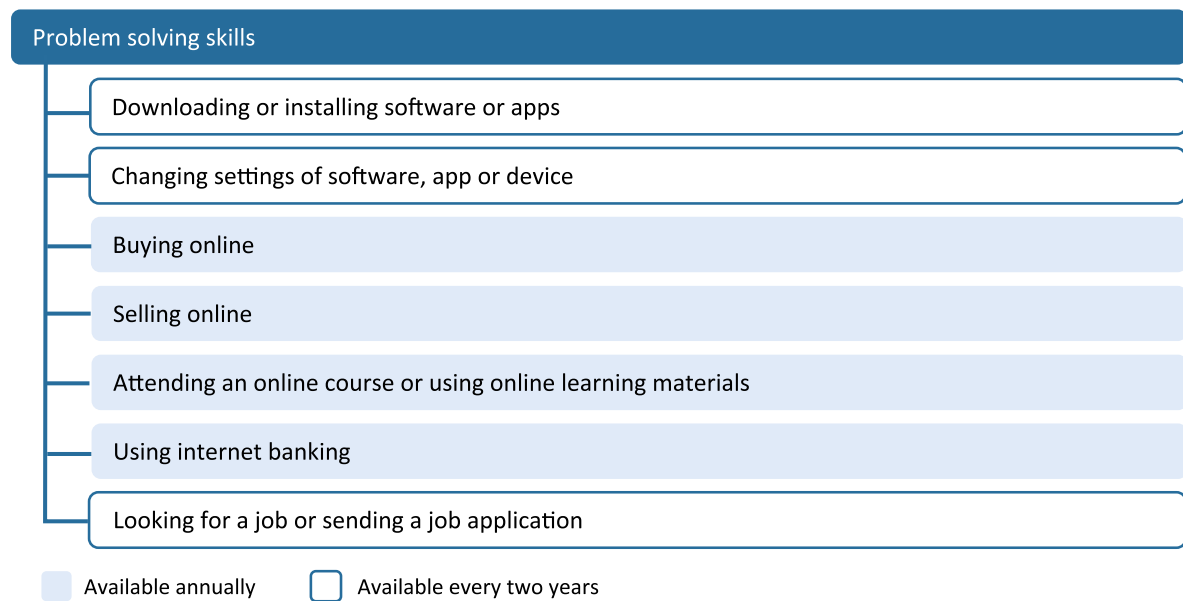 Problem solving skills
Downloading or installing software or apps
Changing settings of software, app or device
Buying online
Selling online
Attending an online course or using online learning materials
Using internet banking
Looking for a job or sending a job application
Available annually
Available every two years